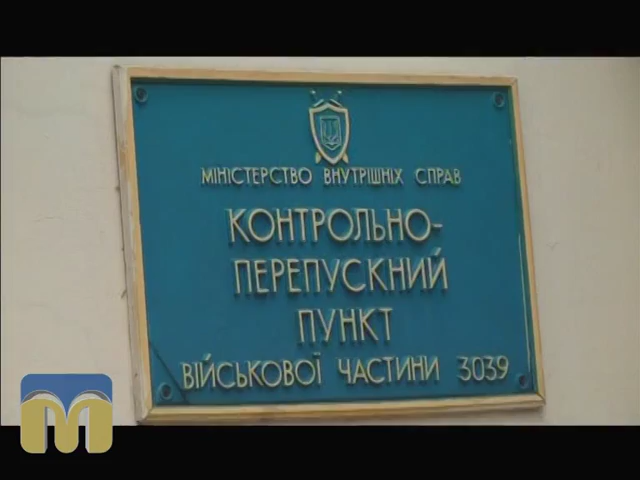 МІНІСТЕРСТВО ВНУТРІШНІХ СПРАВ
КОНТРОЛЬНО-
ПЕРЕПУСКНИЙ
ПУНКТ
ВІЙСЬКОВОЇ ЧАСТИНИ 3039
М